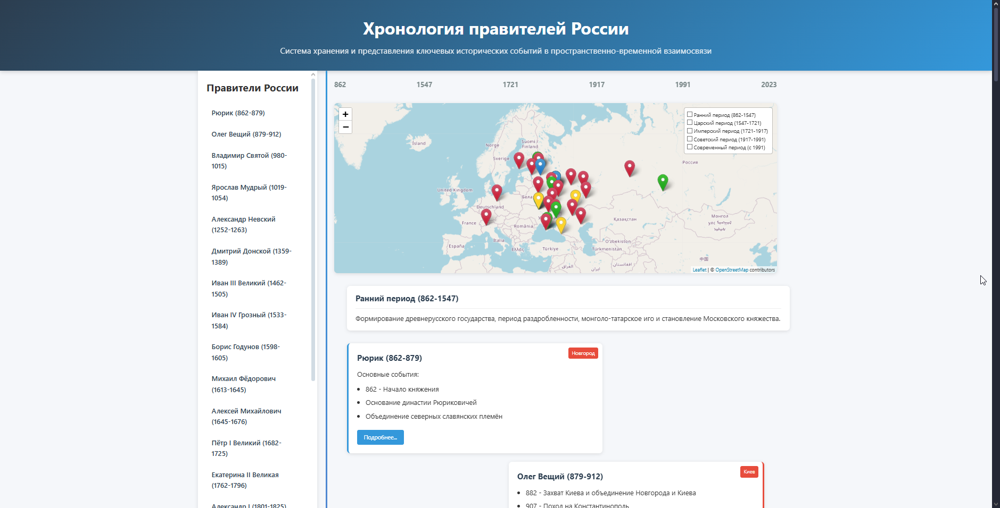 Хронология правителей России
Система хранения и представления ключевых исторических событий в пространственно-временной взаимосвязи
Правители России
Рюрик (862-879)
Олег Вещий (879-912)
Владимир Святой (980-
1015)
Ярослав Мудрый (1019-
1054)
Александр Невский
(1252-1263)
Дмитрий Донской (1359-
1389)
Иван III Великий (1462-
1505)
Иван IV Грозный (1533-
1584)
Борис Годунов (1598-
1605)
Михаил Фёдорович
(1613-1645)
Алексей Михайлович
(1645-1676)
Пётр I Великий (1682-
1725)
Екатерина II Великая
(1762-1796)
Александр I (1801-1825)
862 1547 1721 1917 1991 2023
+
−
Ранний период (862-1547)
Царский период (1547-1721)
Имперский период (1721-1917)
Советский период (1917-1991)
Современный период (с 1991)
Ísland
Norge
Suomi /
Finland
Sverige
Россия
United Kingdom
Deutschland
France
România
Қазақстан
Монгол
улс
Italia
España
Ελλάς
Türkiye
Oʻzbekiston
Türkmenistan
العراق
ایران
افغانستان
中国
Leaflet | © OpenStreetMap contributors
Ранний период (862-1547)
Формирование древнерусского государства, период раздробленности, монголо-татарское иго и становление Московского княжества.
Рюрик (862-879)
Новгород
Основные события:
862 - Начало княжения
Основание династии Рюриковичей
Объединение северных славянских племён
Подробнее...
Олег Вещий (879-912)
Киев
882 - Захват Киева и объединение Новгорода и Киева
907 - Поход на Константинополь